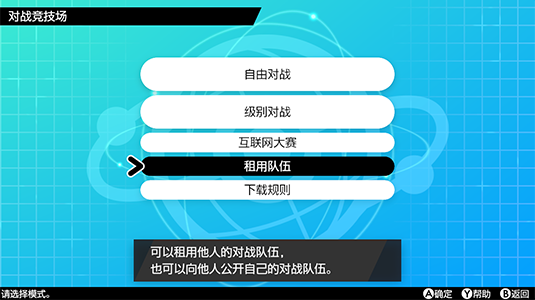 对战竞技场
自由对战
级别对战
互联网大赛
租用队伍
下载规则
可以租用他人的对战队伍，
也可以向他人公开自己的对战队伍。
请选择模式。 Ⓐ确定 Ⓨ帮助 Ⓑ返回